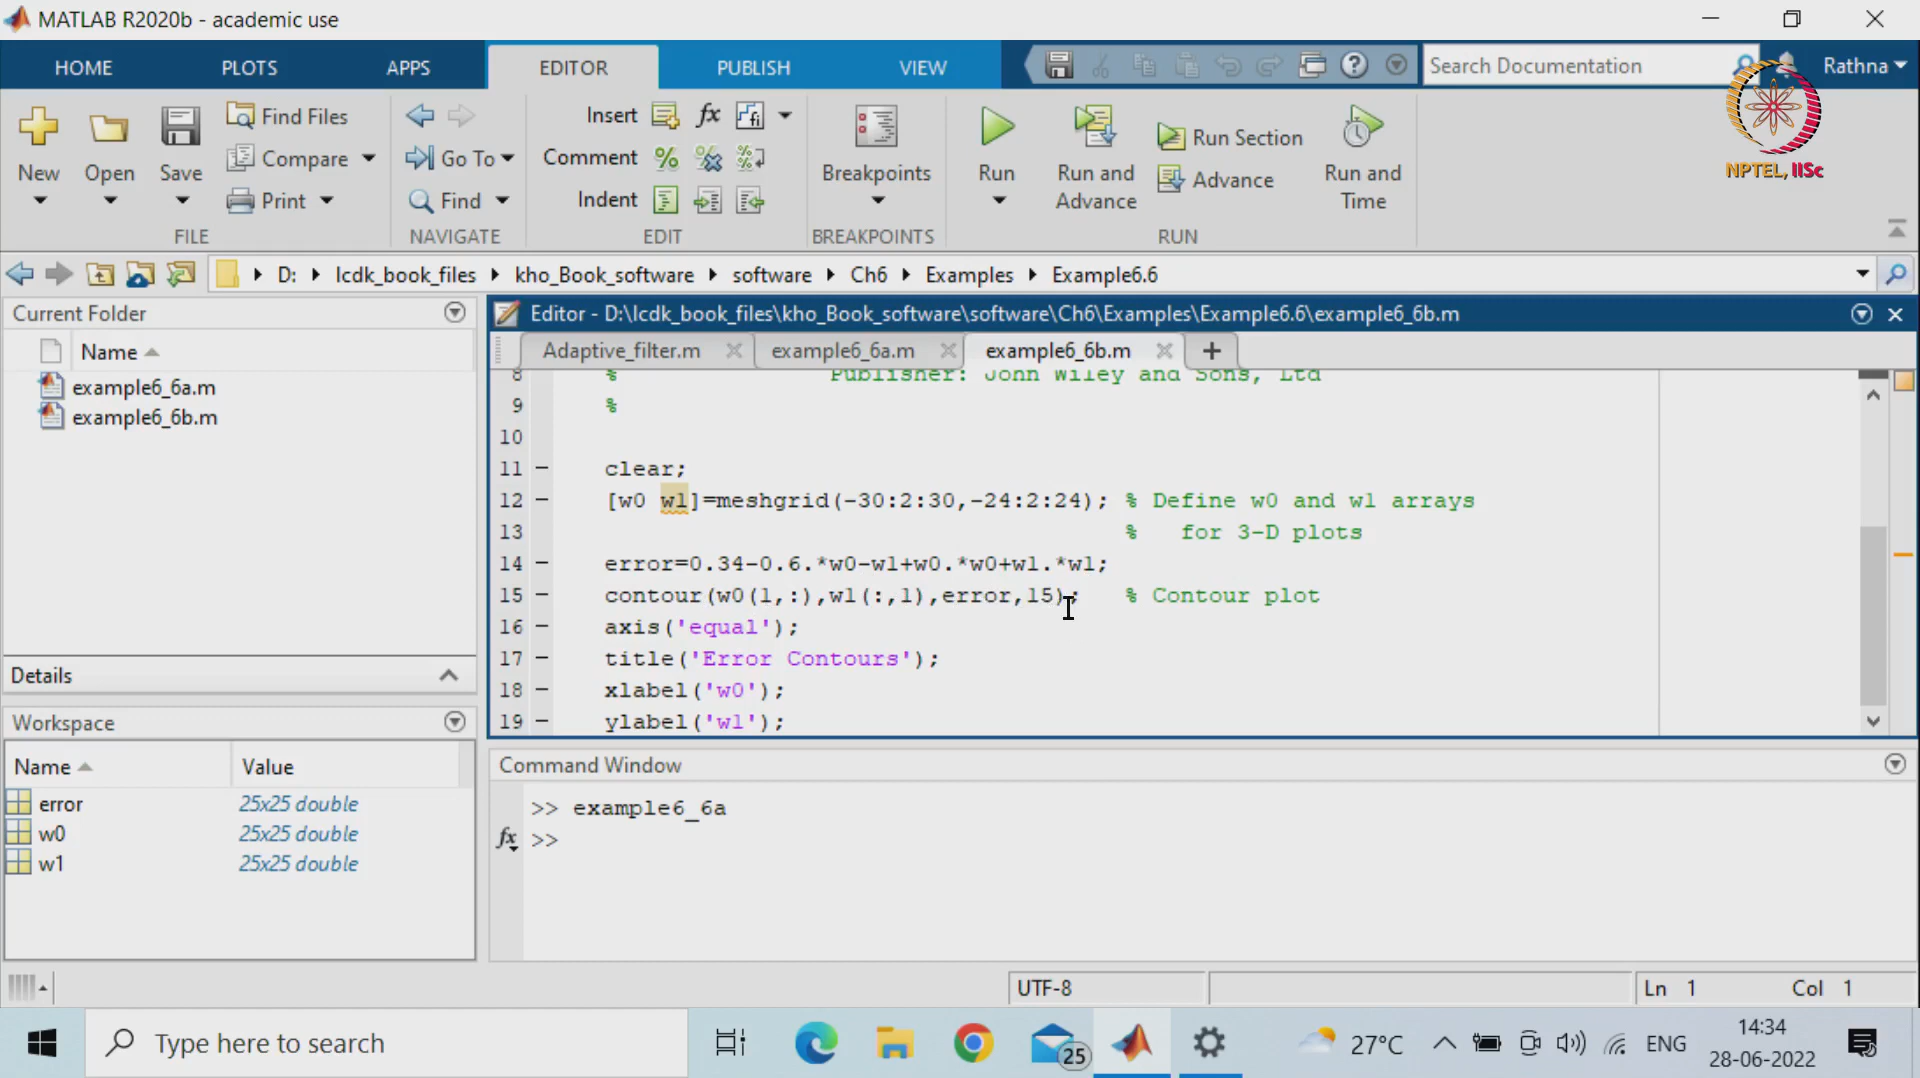 MATLAB R2020b - academic use
HOME
PLOTS
APPS
EDITOR
PUBLISH
VIEW
Search Documentation
Rathna
New
Open
Save
Find Files
Compare
Print
FILE
Go To
Find
NAVIGATE
Insert
fx
Comment
Indent
EDIT
Breakpoints
BREAKPOINTS
Run
Run and
Advance
Run Section
Advance
Run and
Time
RUN
NPTEL, IISc
D:
lcdk_book_files
kho_Book_software
software
Ch6
Examples
Example6.6
Current Folder
Name
example6_6a.m
example6_6b.m
Details
Workspace
Name
Value
error
25x25 double
w0
25x25 double
w1
25x25 double
Editor - D:\lcdk_book_files\kho_Book_software\software\Ch6\Examples\Example6.6\example6_6b.m
Adaptive_filter.m
example6_6a.m
example6_6b.m
8 % Publisher: John Wiley and Sons, Ltd
9 %
10
11 clear;
12 [w0 w1]=meshgrid(-30:2:30,-24:2:24); % Define w0 and w1 arrays
13 % for 3-D plots
14 error=0.34-0.6.*w0-w1+w0.*w0+w1.*w1;
15 contour(w0(1,:),w1(:,1),error,15); % Contour plot
16 axis('equal');
17 title('Error Contours');
18 xlabel('w0');
19 ylabel('w1');
Command Window
>> example6_6a
fx >>
UTF-8
Ln 1
Col 1
Type here to search
25
27°C
ENG
14:34
28-06-2022